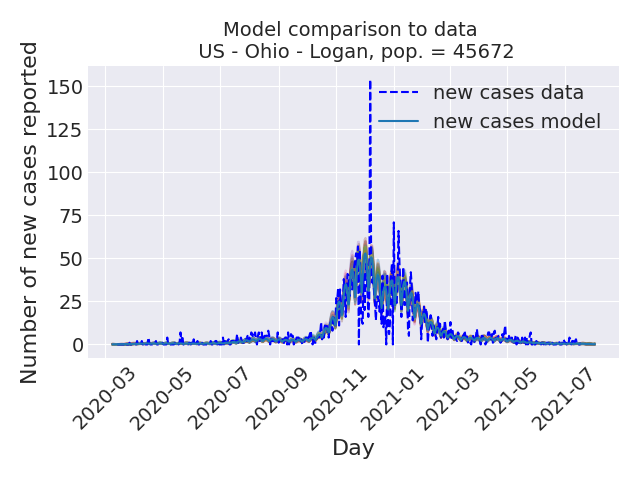 Model comparison to data
US - Ohio - Logan, pop. = 45672
Number of new cases reported
150
125
100
75
50
25
0
new cases data
new cases model
2020-03
2020-05
2020-07
2020-09
2020-11
2021-01
2021-03
2021-05
2021-07
Day